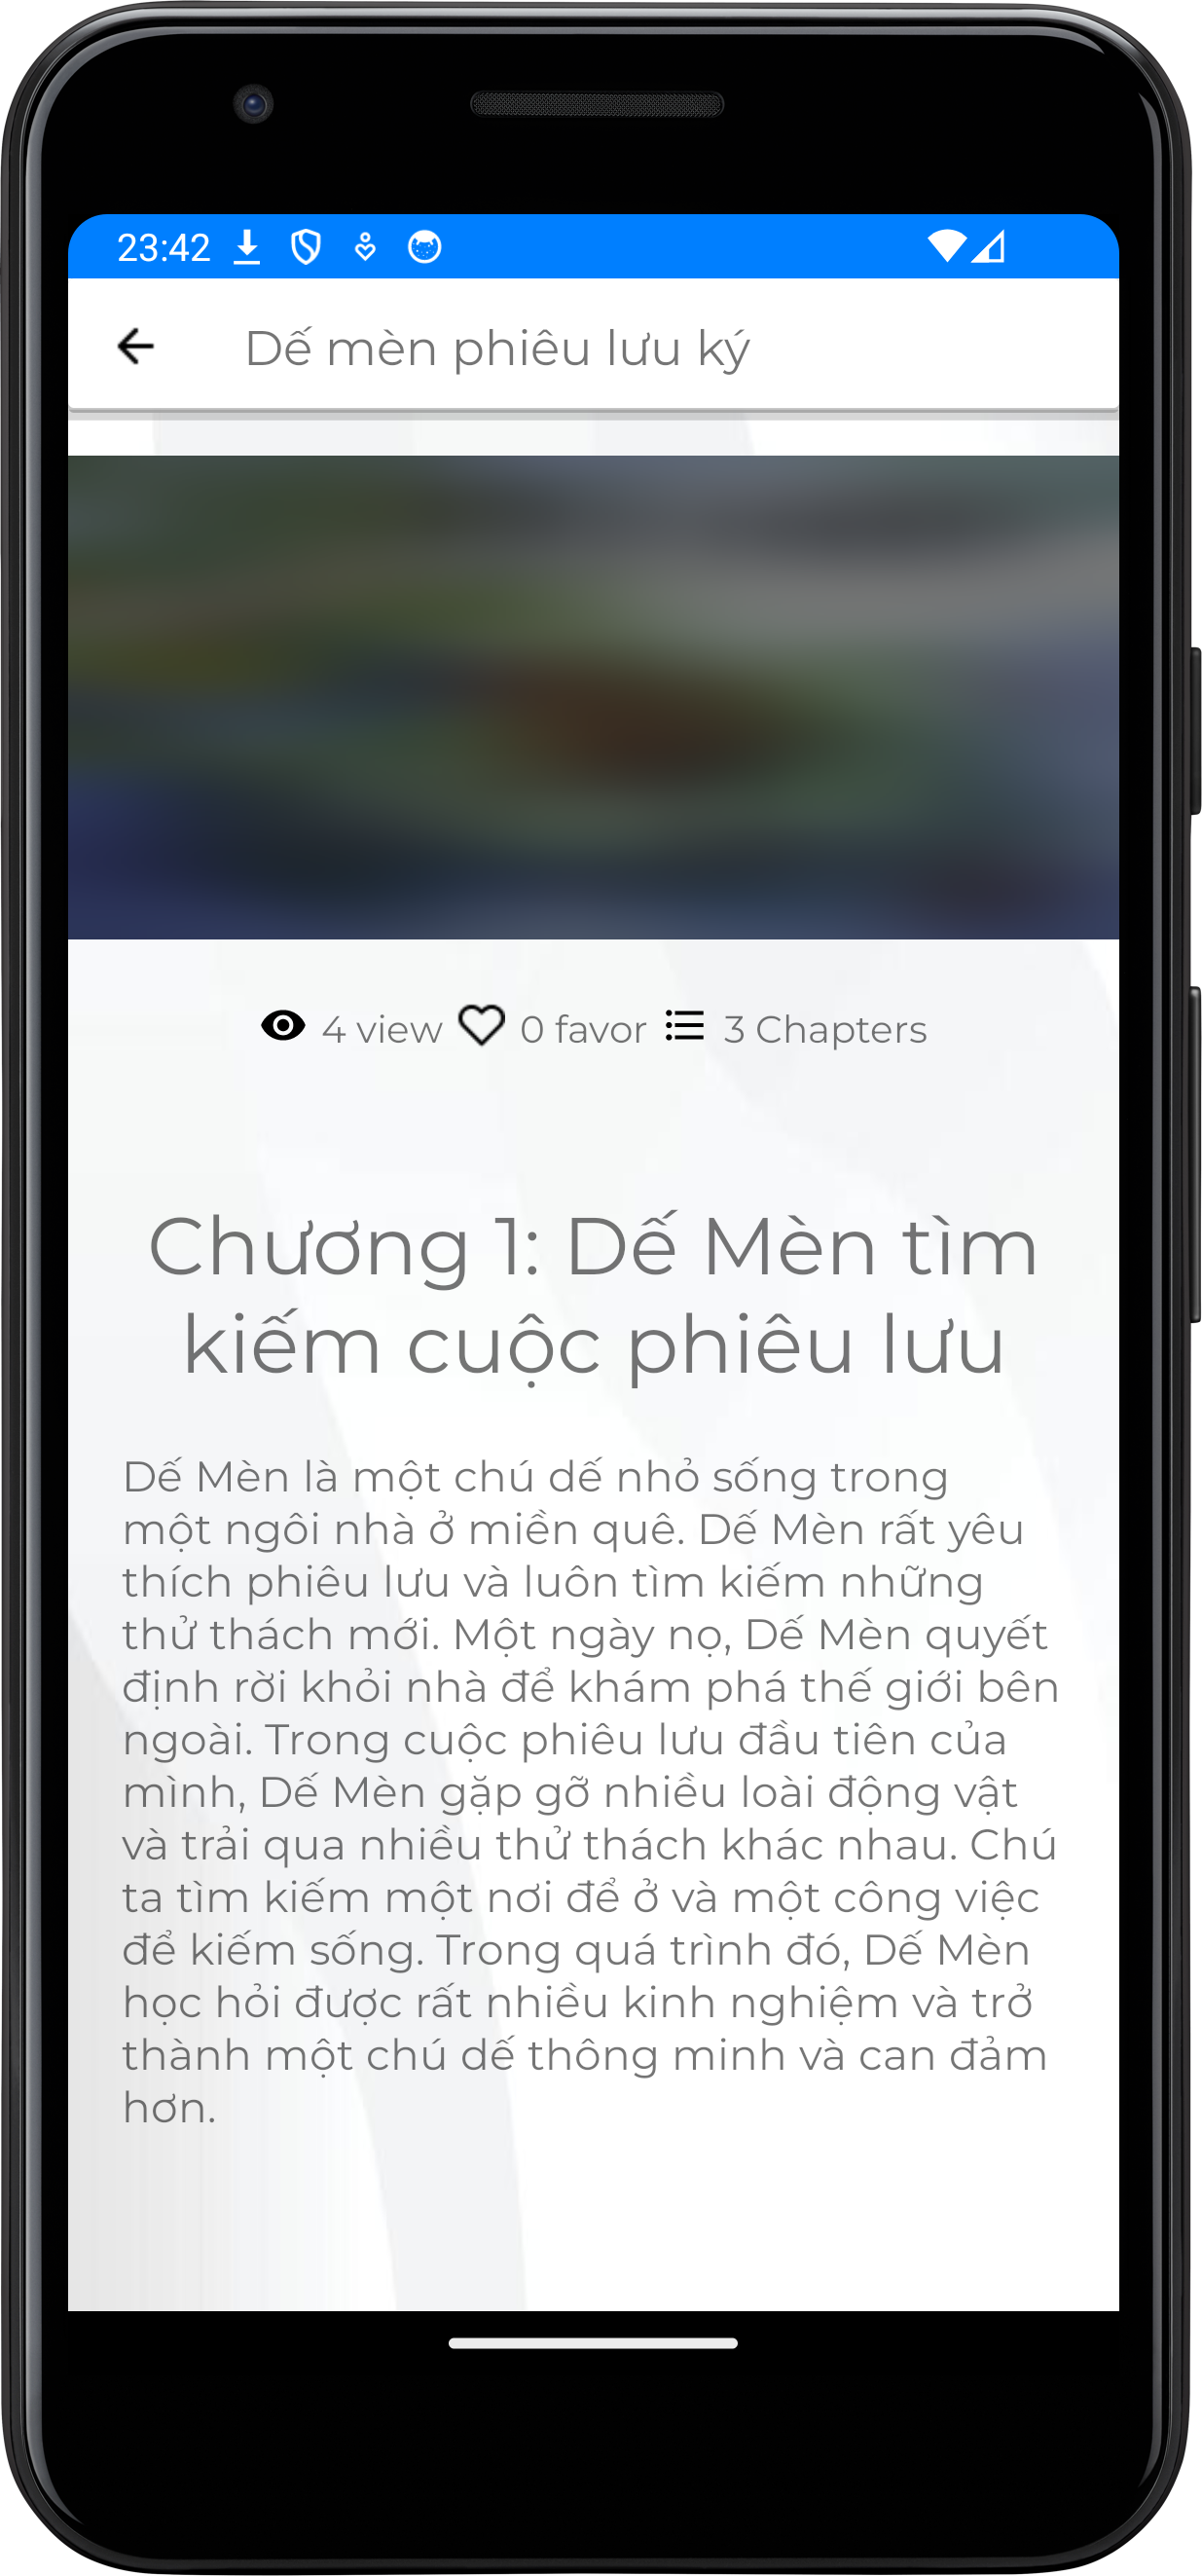 23:42
Dế mèn phiêu lưu ký
4 view 0 favor 3 Chapters
Chương 1: Dế Mèn tìm
kiếm cuộc phiêu lưu
Dế Mèn là một chú dế nhỏ sống trong
một ngôi nhà ở miền quê. Dế Mèn rất yêu
thích phiêu lưu và luôn tìm kiếm những
thử thách mới. Một ngày nọ, Dế Mèn quyết
định rời khỏi nhà để khám phá thế giới bên
ngoài. Trong cuộc phiêu lưu đầu tiên của
mình, Dế Mèn gặp gỡ nhiều loài động vật
và trải qua nhiều thử thách khác nhau. Chú
ta tìm kiếm một nơi để ở và một công việc
để kiếm sống. Trong quá trình đó, Dế Mèn
học hỏi được rất nhiều kinh nghiệm và trở
thành một chú dế thông minh và can đảm
hơn.